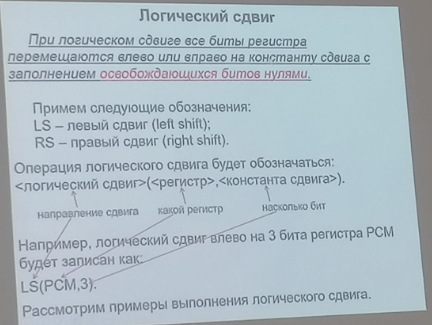 Логический сдвиг
При логическом сдвиге все биты регистра
перемещаются влево или вправо на константу сдвига с
заполнением освобождающихся битов нулями.
Примем следующие обозначения:
LS – левый сдвиг (left shift);
RS – правый сдвиг (right shift).
Операция логического сдвига будет обозначаться:
<логический сдвиг>(<регистр>,<константа сдвига>).
направление сдвига какой регистр насколько бит
Например, логический сдвиг влево на 3 бита регистра РСМ
будет записан как:
LS(PCM,3).
Рассмотрим примеры выполнения логического сдвига.